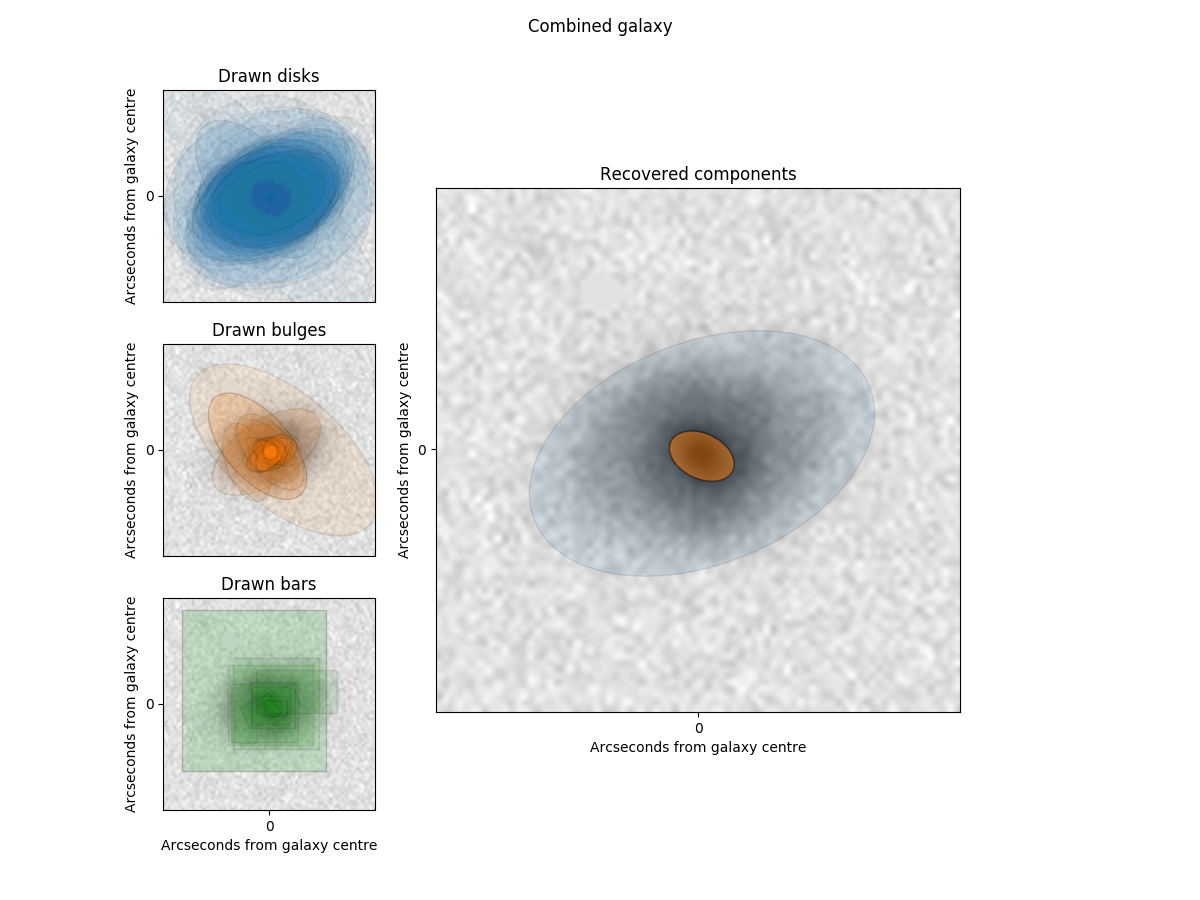 Combined galaxy
Drawn disks
Arcseconds from galaxy centre
0
Drawn bulges
Arcseconds from galaxy centre
0
Drawn bars
Arcseconds from galaxy centre
0
0
Arcseconds from galaxy centre
Recovered components
Arcseconds from galaxy centre
0
0
Arcseconds from galaxy centre